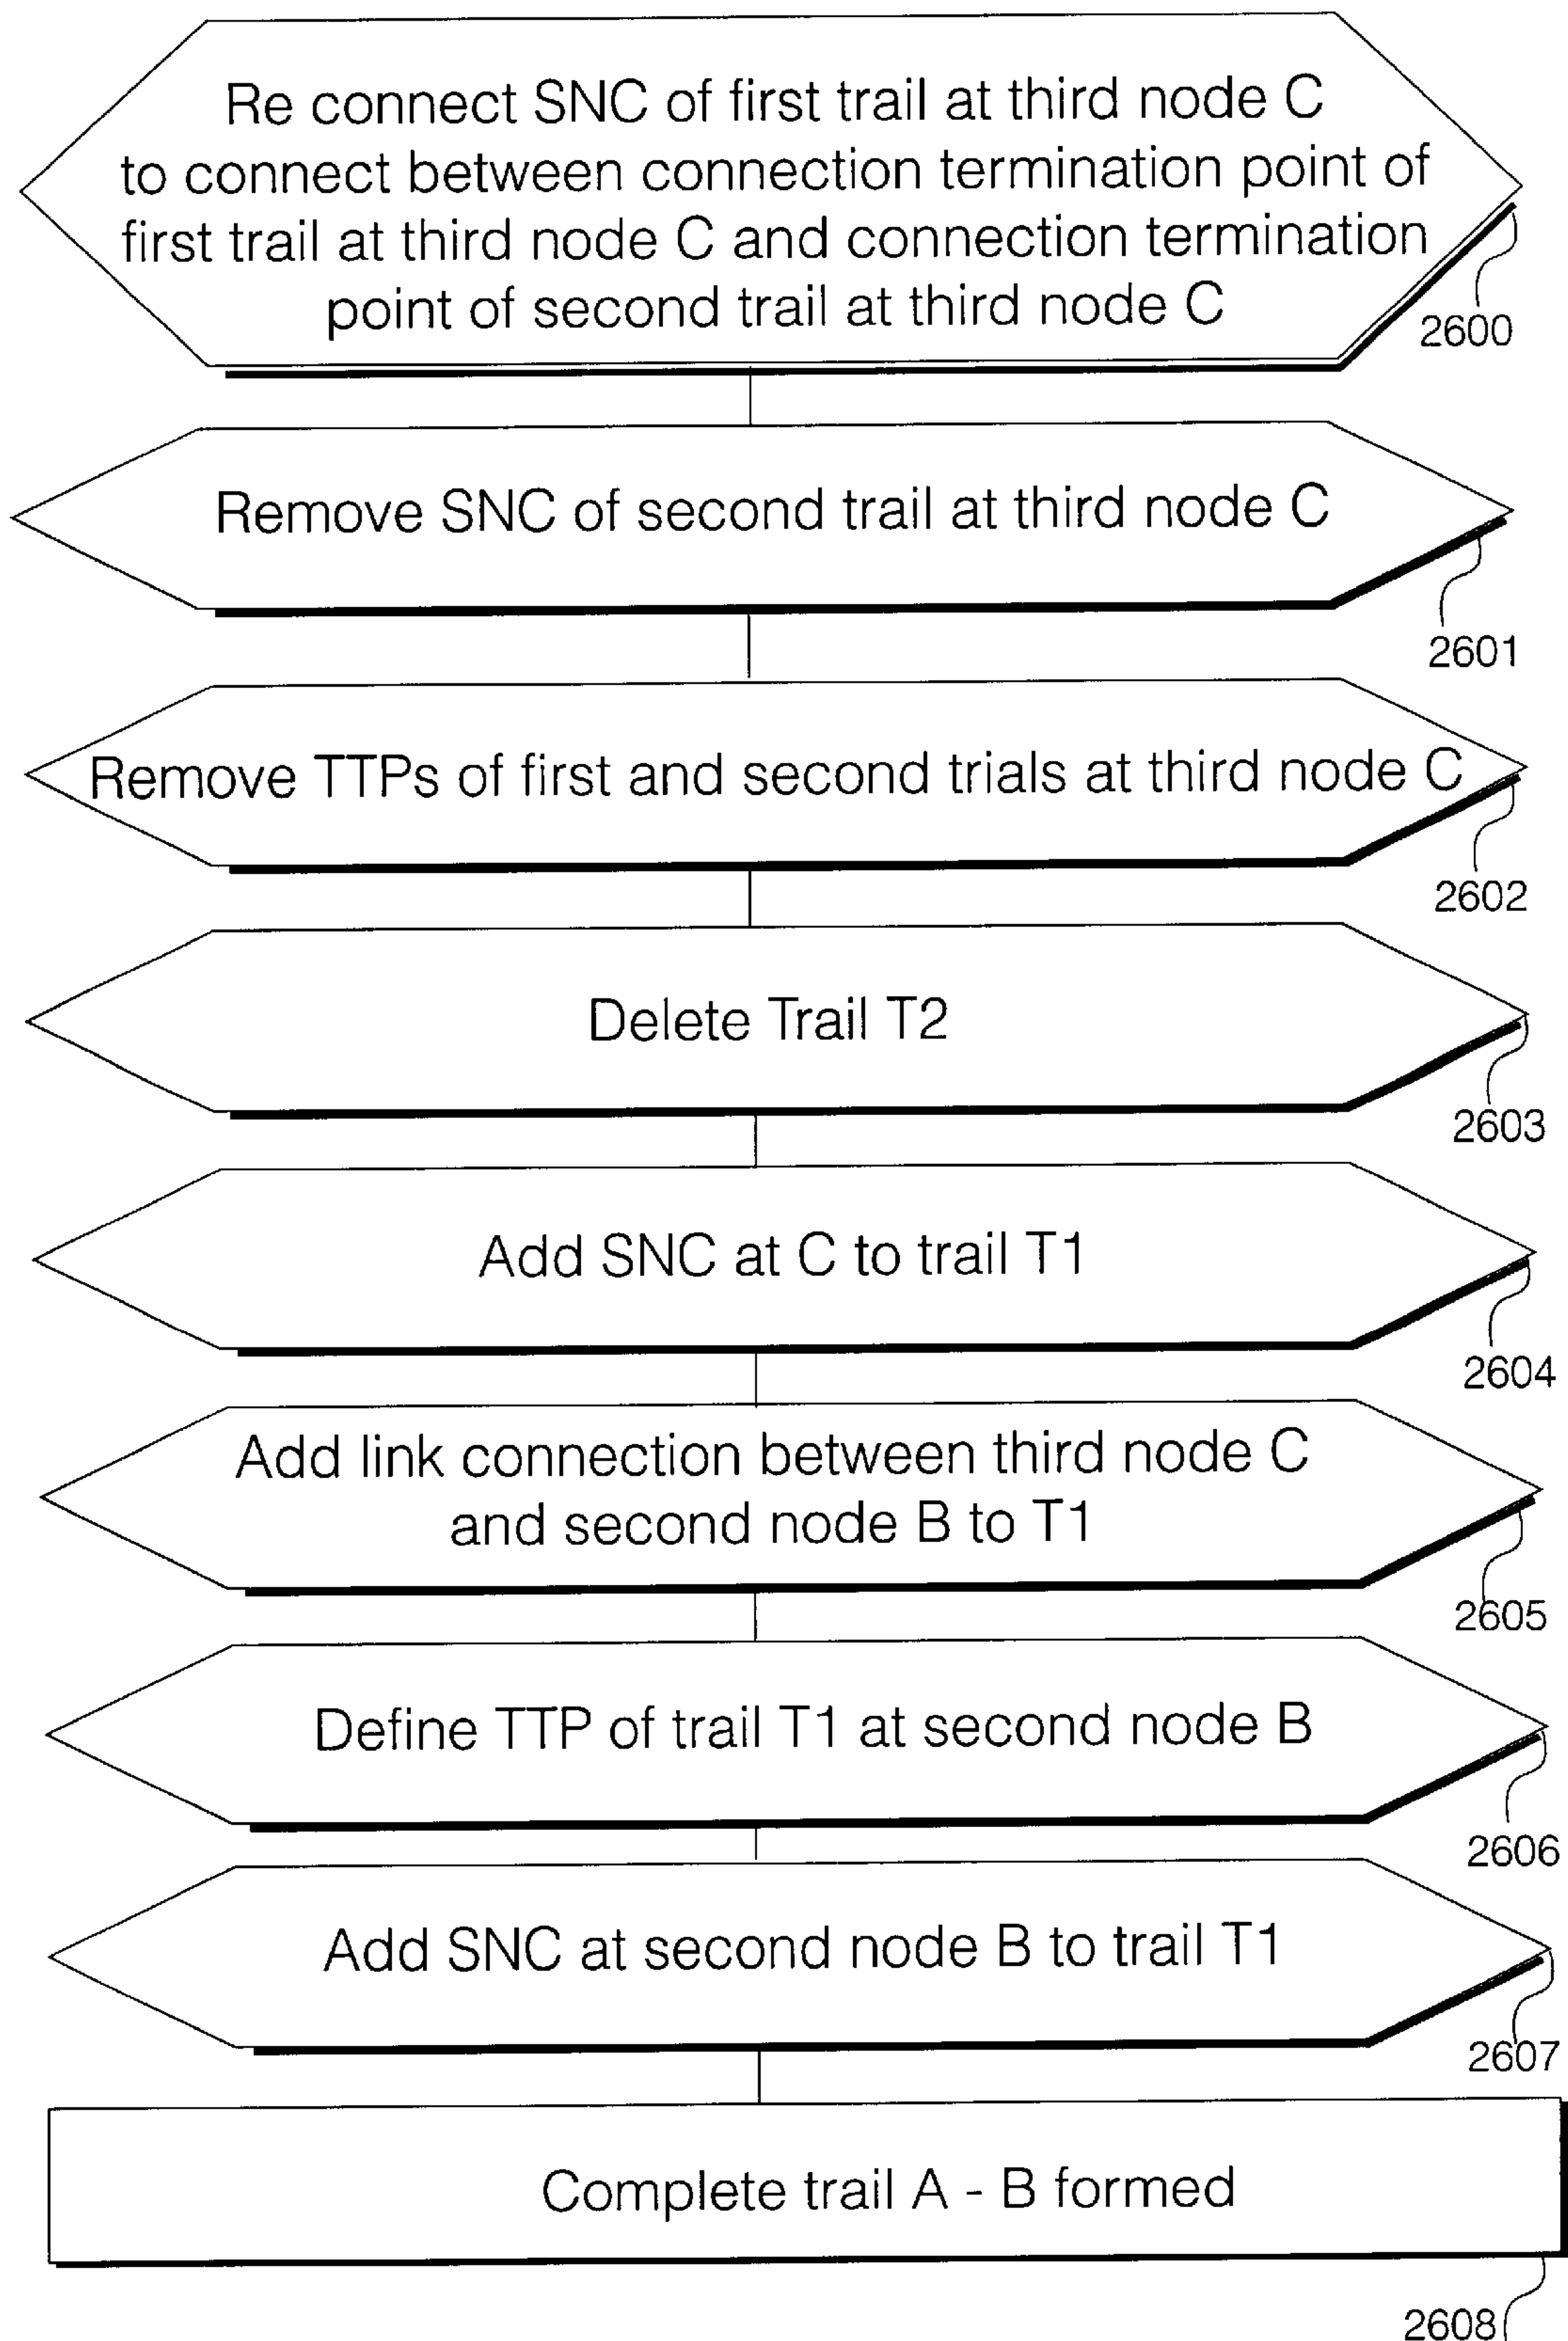 Re connect SNC of first trail at third node C
to connect between connection termination point of
first trail at third node C and connection termination
point of second trail at third node C
2600
Remove SNC of second trail at third node C
2601
Remove TTPs of first and second trials at third node C
2602
Delete Trail T2
2603
Add SNC at C to trail T1
2604
Add link connection between third node C
and second node B to T1
2605
Define TTP of trail T1 at second node B
2606
Add SNC at second node B to trail T1
2607
Complete trail A - B formed
2608